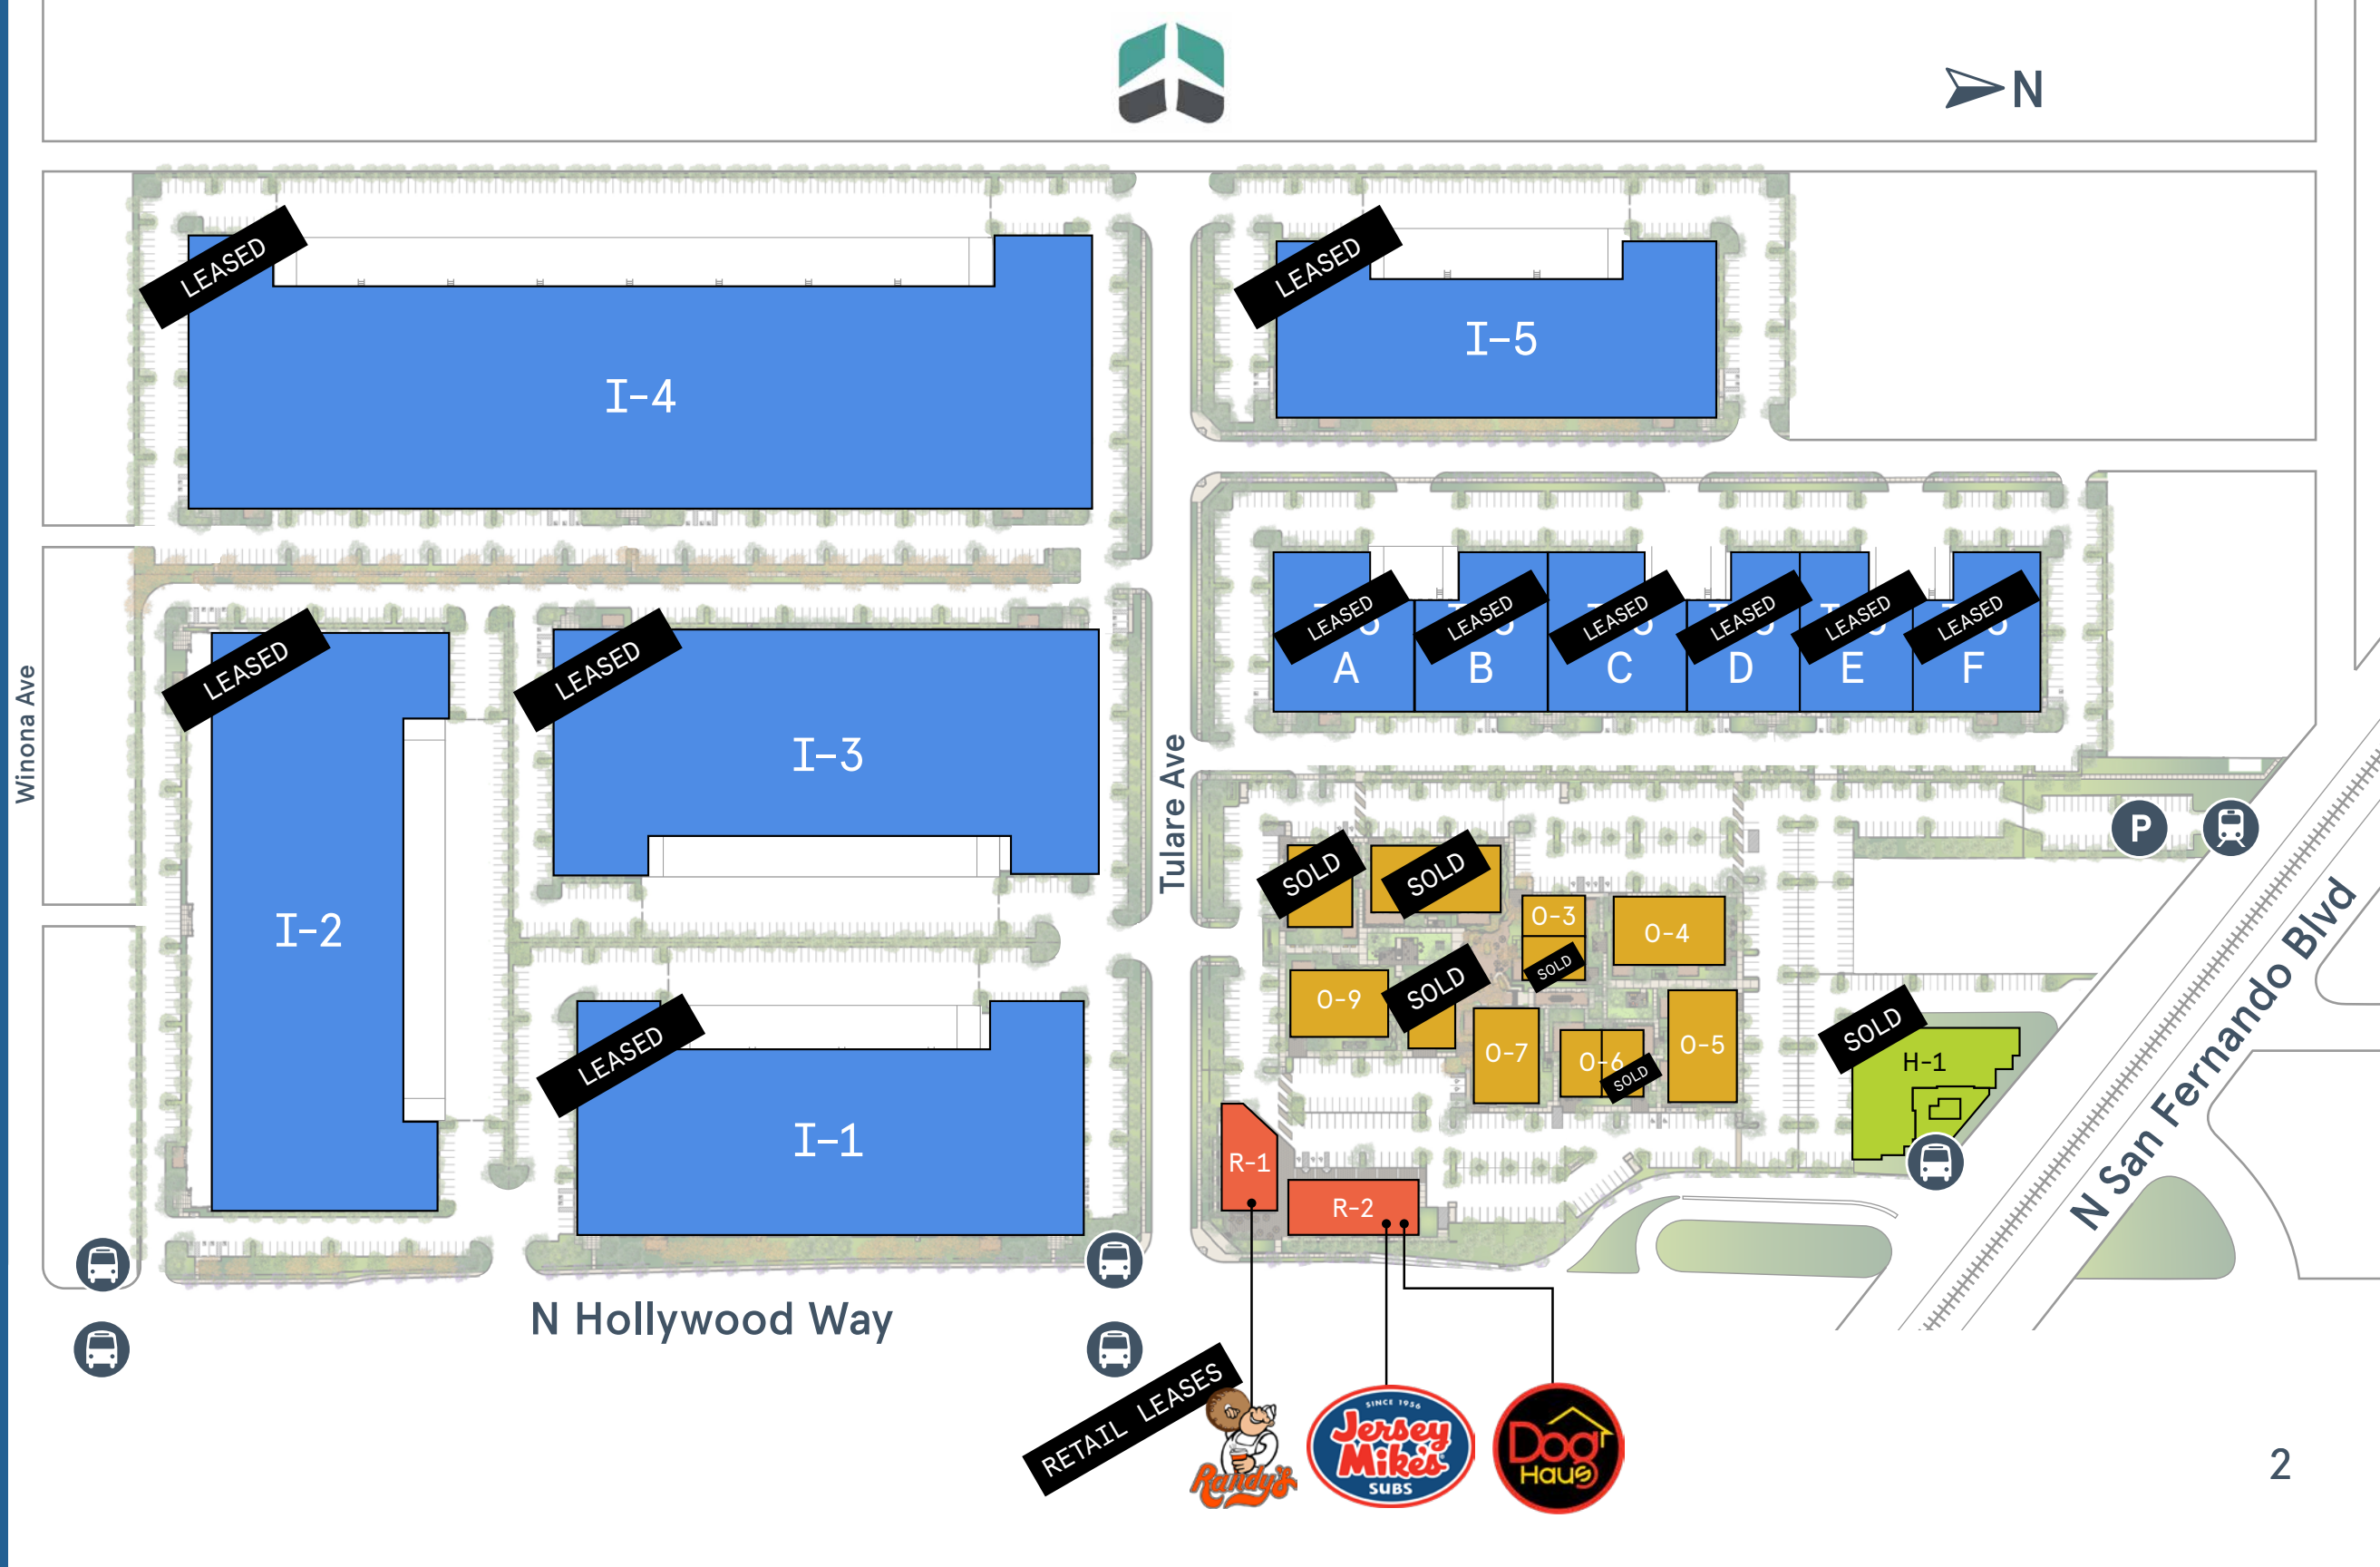 N
LEASED
LEASED
I-4
I-5
LEASED
LEASED
LEASED
LEASED
LEASED
LEASED
A
B
C
D
E
F
LEASED
LEASED
Winona Ave
I-3
Tulare Ave
P
I-2
SOLD
SOLD
O-3
O-4
SOLD
O-9
SOLD
O-7
O-6
SOLD
O-5
SOLD
H-1
N San Fernando Blvd
LEASED
I-1
R-1
R-2
N Hollywood Way
RETAIL LEASES
Randy's
SINCE 1956
Jersey
Mike's
SUBS
Dog
Haus
2